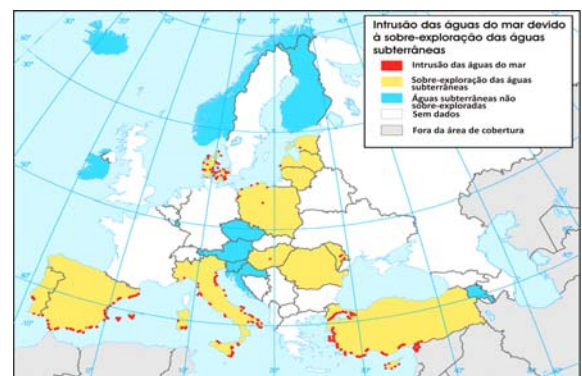 Intrusão das águas do mar devido
à sobre-exploração das águas
subterrâneas
Intrusão das águas do mar
Sobre-exploração das águas
subterrâneas
Águas subterrâneas não
sobre-exploradas
Sem dados
Fora da área de cobertura